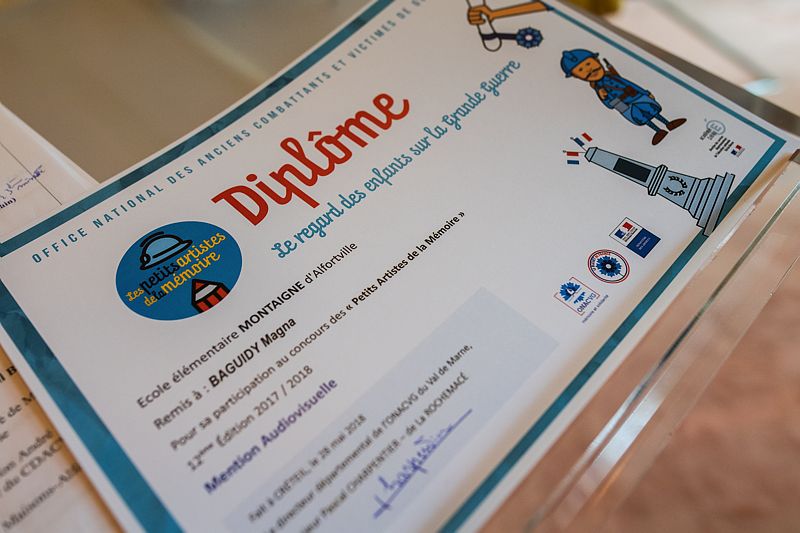 OFFICE NATIONAL DES ANCIENS COMBATTANTS ET VICTIMES DE
Diplôme
Le regard des enfants sur la Grande Guerre
Les petits artistes
de la mémoire
Ecole élémentaire MONTAIGNE d'Alfortville
Remis à : BAGUIDY Magna
Pour sa participation au concours des « Petits Artistes de la Mémoire »
12ème Édition 2017 / 2018
Mention Audiovisuelle
Fait à CRÉTEIL, le 28 mai 2018
directeur départemental de l'ONACVG du Val de Marne,
Pascal CHARPENTIER – de La ROCHEMACÉ
ONACVG